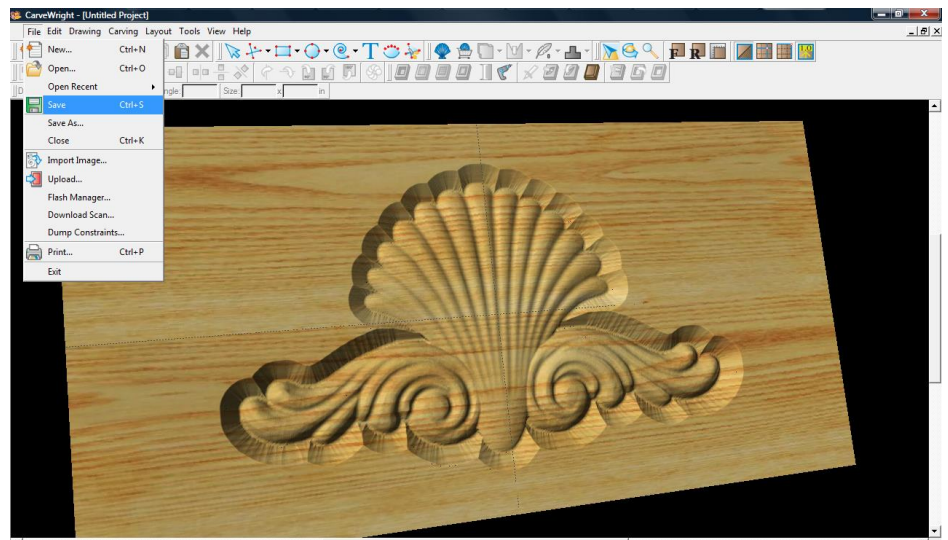 CarveWright - [Untitled Project]
File Edit Drawing Carving Layout Tools View Help
New... Ctrl+N
Open... Ctrl+O
Open Recent
Save Ctrl+S
Save As...
Close Ctrl+K
Import Image...
Upload...
Flash Manager...
Download Scan...
Dump Constraints...
Print... Ctrl+P
Exit
T
F R
Size: x in